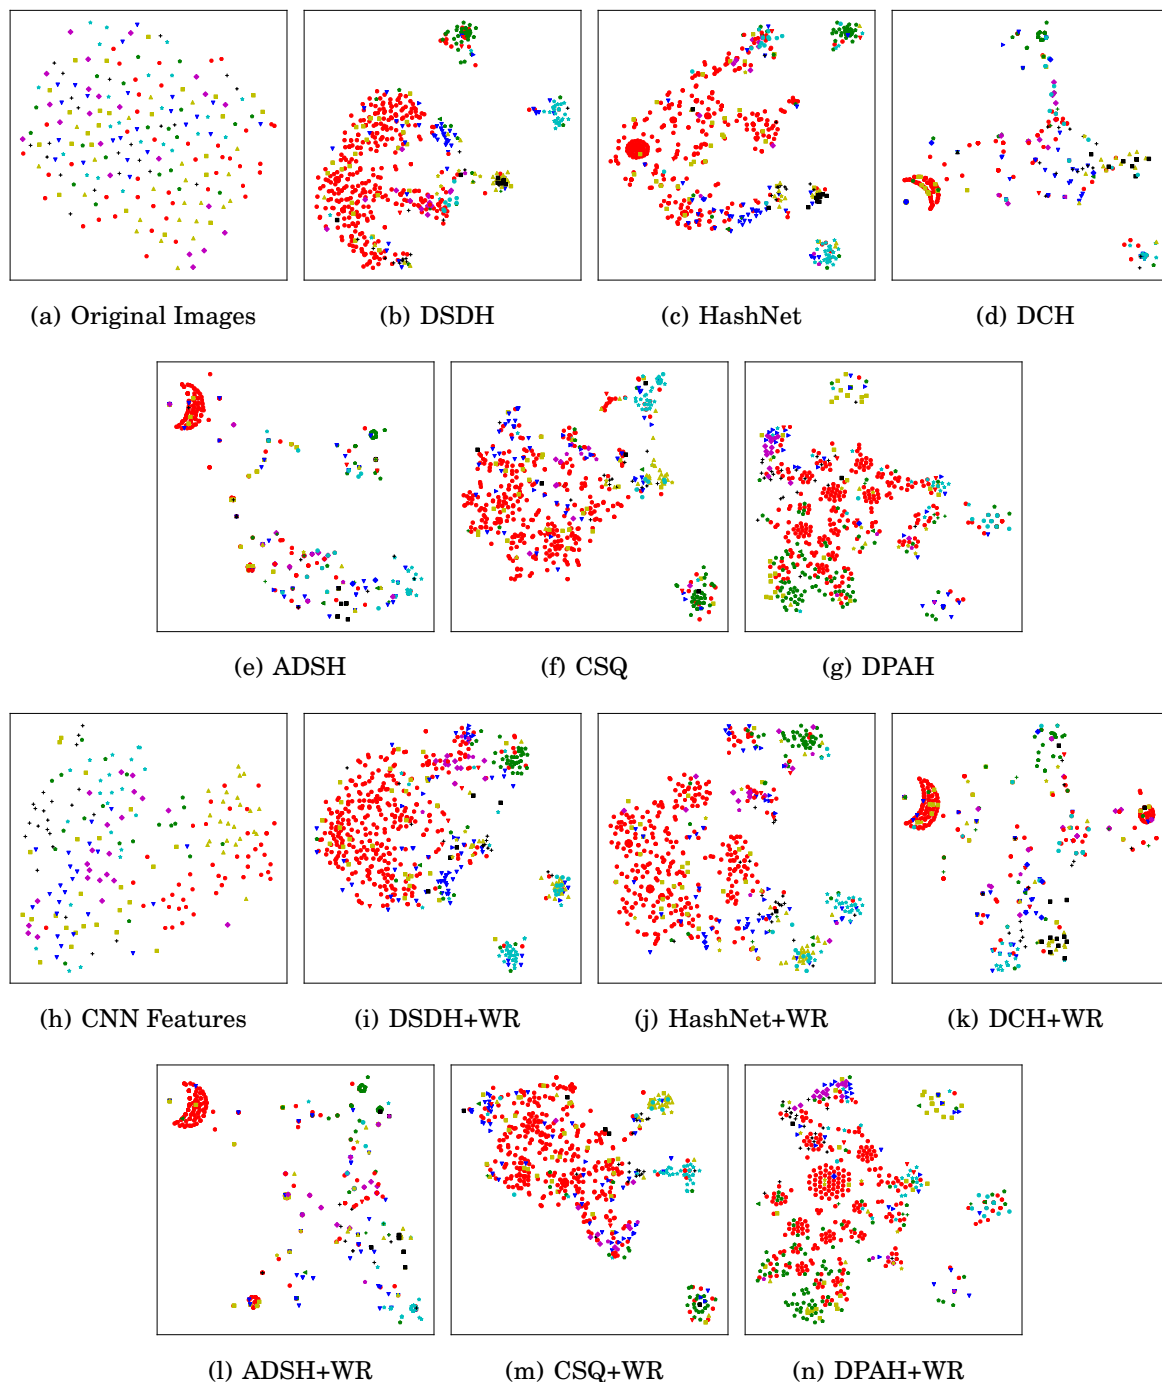 (a) Original Images (b) DSDH (c) HashNet (d) DCH
(e) ADSH (f) CSQ (g) DPAH
(h) CNN Features (i) DSDH+WR (j) HashNet+WR (k) DCH+WR
(l) ADSH+WR (m) CSQ+WR (n) DPAH+WR